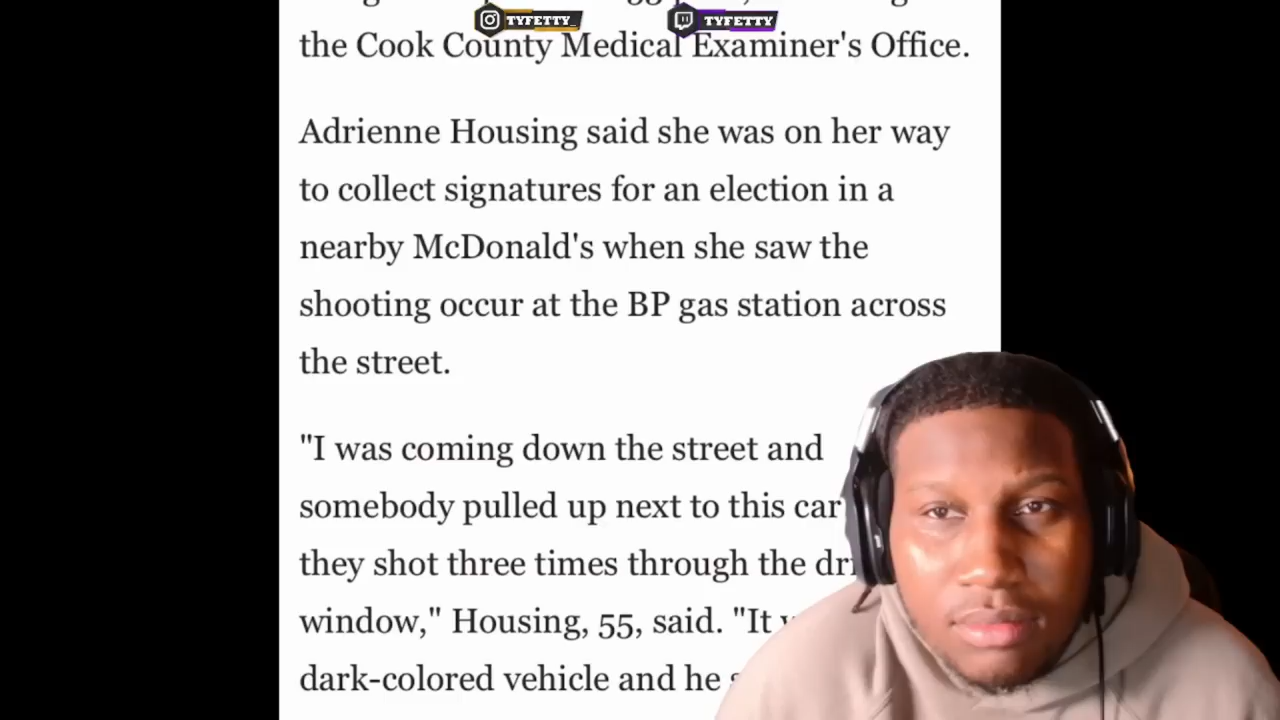 TYFETTY_
TYFETTY
the Cook County Medical Examiner's Office.
Adrienne Housing said she was on her way
to collect signatures for an election in a
nearby McDonald's when she saw the
shooting occur at the BP gas station across
the street.
"I was coming down the street and
somebody pulled up next to this car
they shot three times through the
window," Housing, 55, said. "It
dark-colored vehicle and he